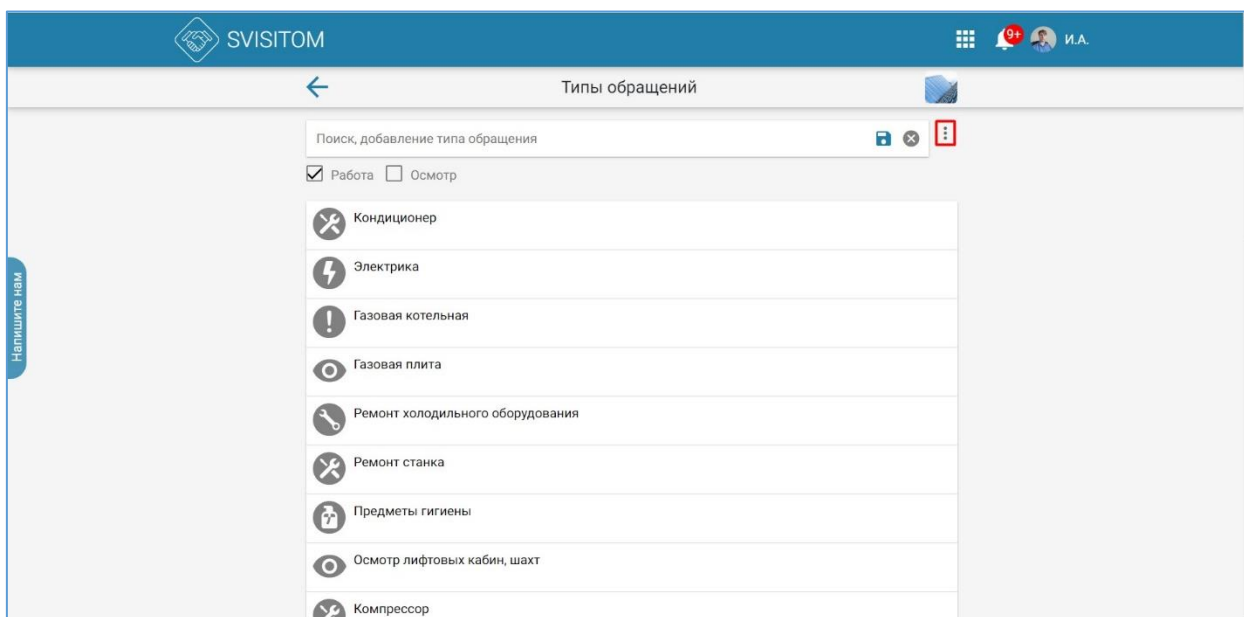 SVISITOM
9+
И.А.
Типы обращений
Поиск, добавление типа обращения
Работа
Осмотр
Кондиционер
Электрика
Газовая котельная
Газовая плита
Ремонт холодильного оборудования
Ремонт станка
Предметы гигиены
Осмотр лифтовых кабин, шахт
Компрессор
Напишите нам